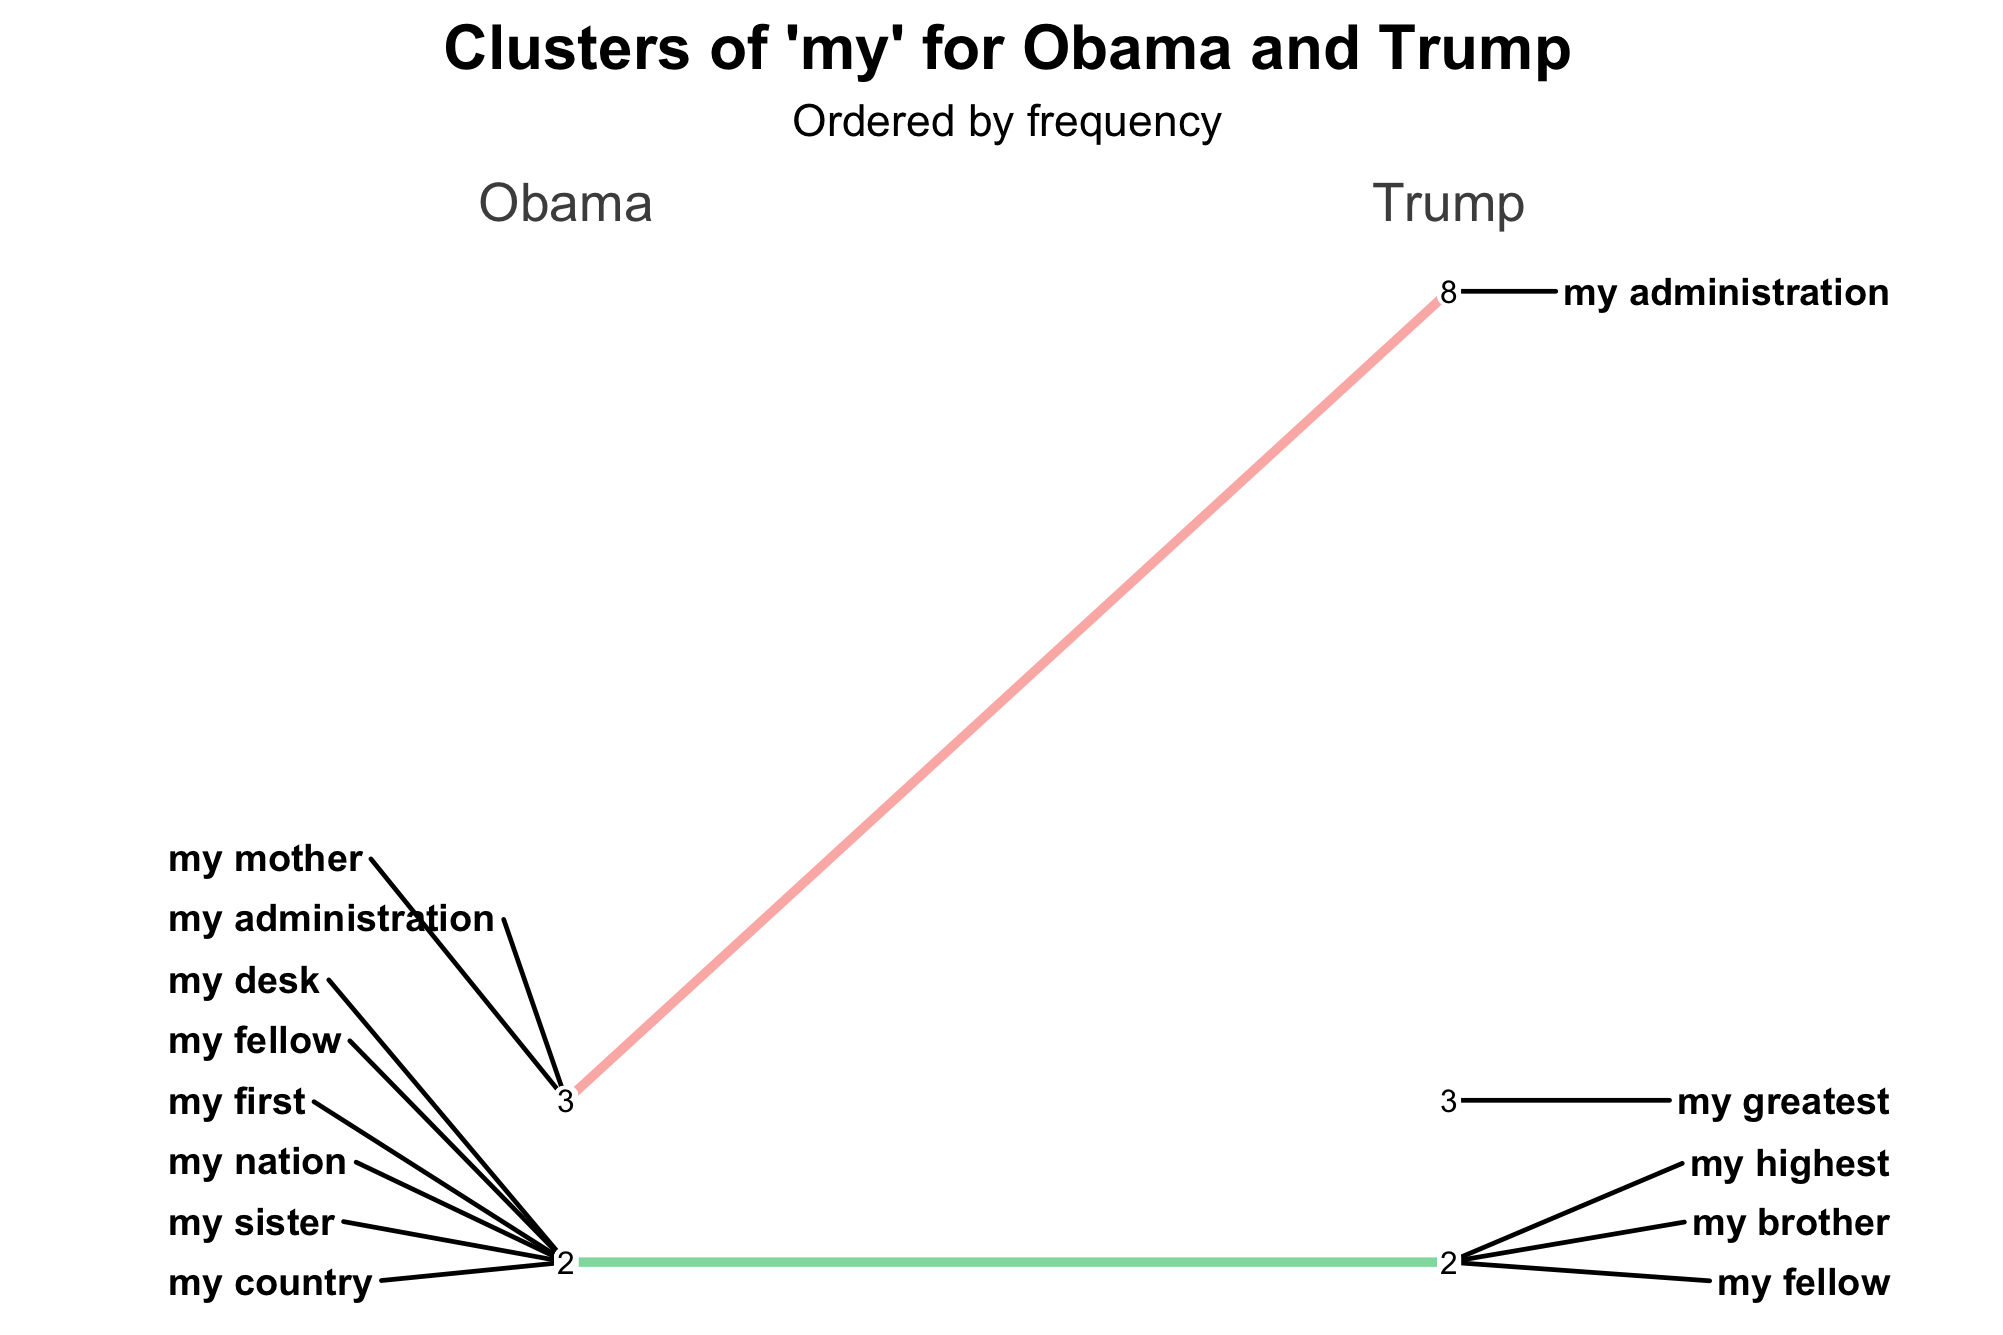 Clusters of 'my' for Obama and Trump
Ordered by frequency
Obama
Trump
8
my administration
my mother
my administration
my desk
my fellow
my first
my nation
my sister
my country
3
2
3
2
my greatest
my highest
my brother
my fellow